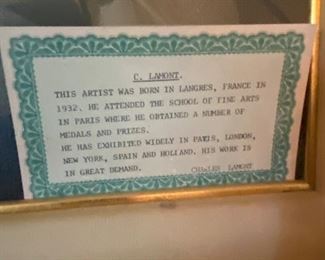 C. LAMONT.
THIS ARTIST WAS BORN IN LANGRES, FRANCE IN
1932. HE ATTENDED THE SCHOOL OF FINE ARTS
IN PARIS WHERE HE OBTAINED A NUMBER OF
MEDALS AND PRIZES.
HE HAS EXHIBITED WIDELY IN PARIS, LONDON,
NEW YORK, SPAIN AND HOLLAND. HIS WORK IS
IN GREAT DEMAND. CHARLES LAMONT